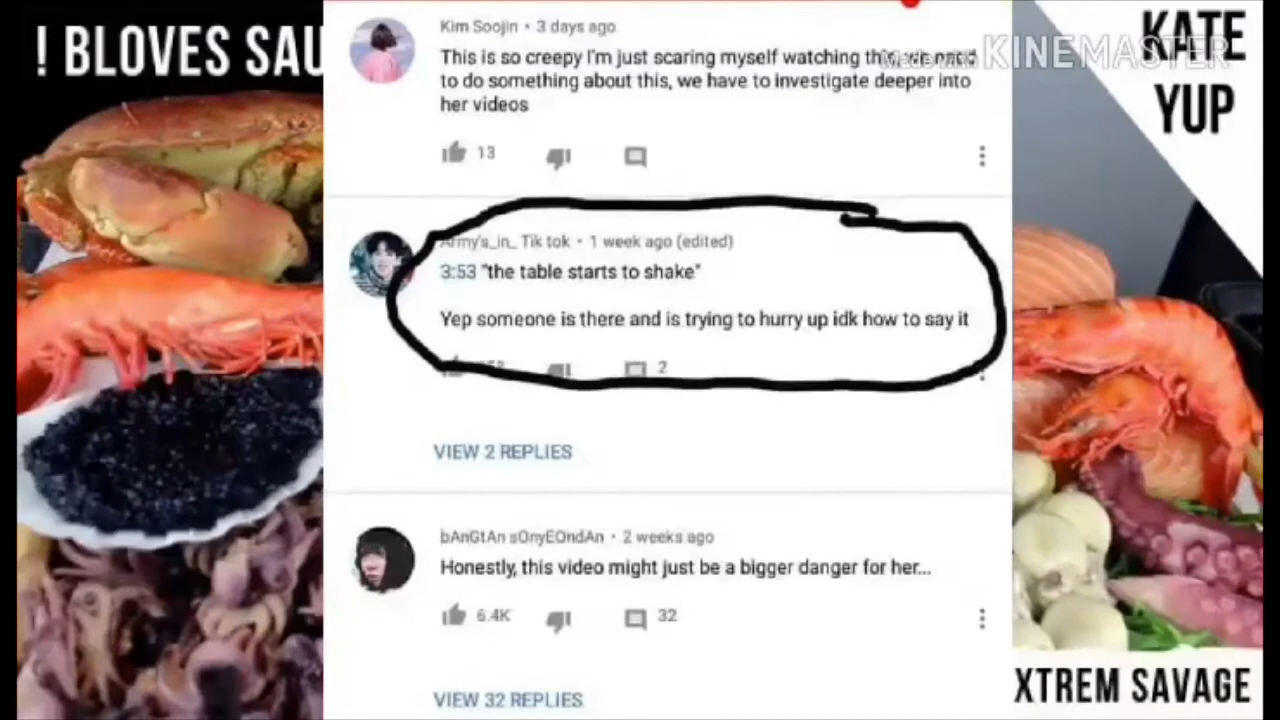 ! BLOVES SAU
KATE
YUP
KINEMASTER
Kim Soojin • 3 days ago
This is so creepy I'm just scaring myself watching this, we need
to do something about this, we have to investigate deeper into
her videos
13
Army's_in_ Tik tok • 1 week ago (edited)
3:53 "the table starts to shake"
Yep someone is there and is trying to hurry up idk how to say it
2
VIEW 2 REPLIES
bAnGtAn sOnyEOndAn • 2 weeks ago
Honestly, this video might just be a bigger danger for her...
6.4K
32
VIEW 32 REPLIES
XTREM SAVAGE